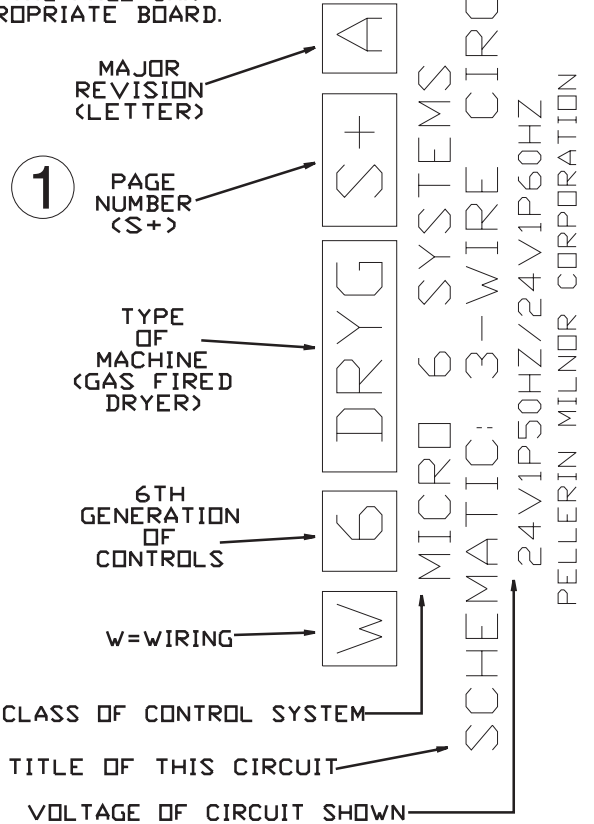 ROPRIATE BOARD.
MAJOR
REVISION
(LETTER)
1
PAGE
NUMBER
(S+)
TYPE
OF
MACHINE
(GAS FIRED
DRYER)
6TH
GENERATION
OF
CONTROLS
W=WIRING
CLASS OF CONTROL SYSTEM
TITLE OF THIS CIRCUIT
VOLTAGE OF CIRCUIT SHOWN
W 6 DRYG S+ A
MICRO 6 SYSTEMS
SCHEMATIC: 3-WIRE CIRC
24V1P50HZ/24V1P60HZ
PELLERIN MILNOR CORPORATION